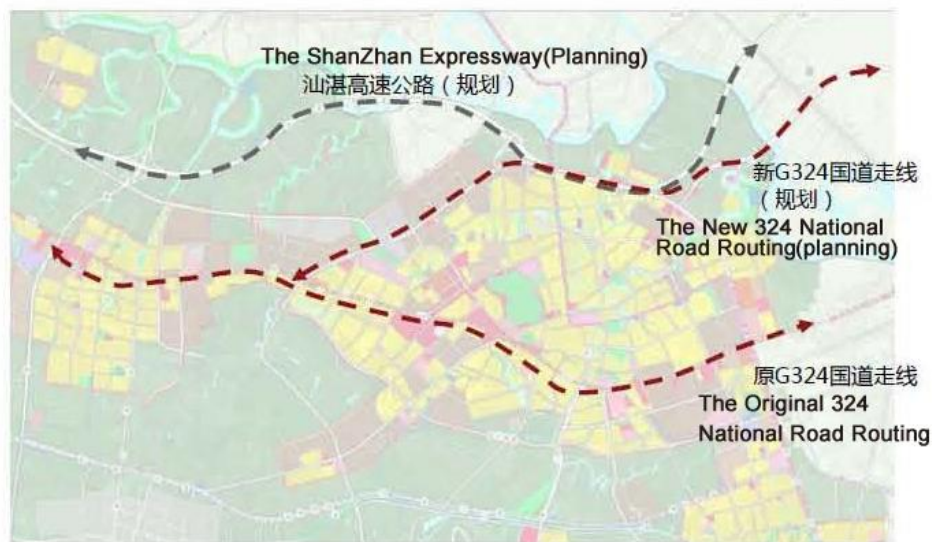 The ShanZhan Expressway(Planning)
汕湛高速公路（规划）
新G324国道走线
（规划）
The New 324 National
Road Routing(planning)
原G324国道走线
The Original 324
National Road Routing